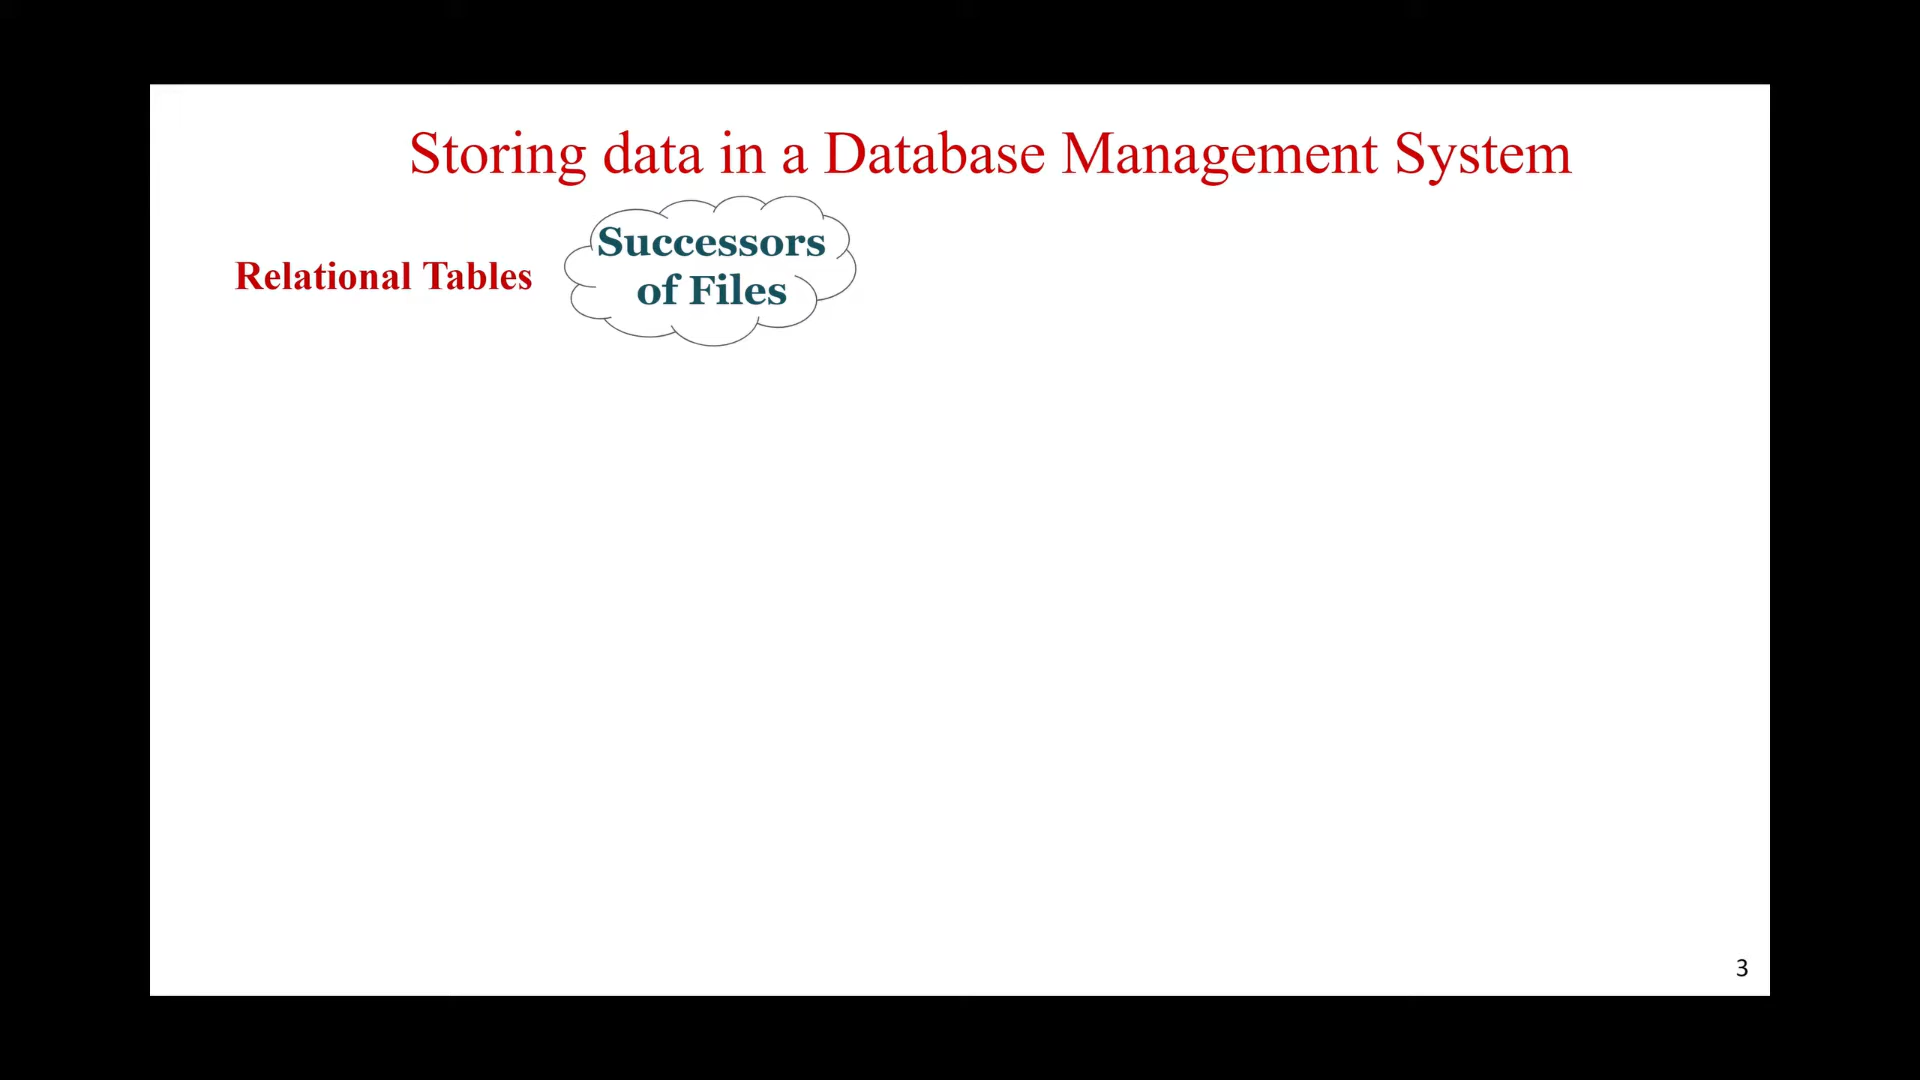 Storing data in a Database Management System
Successors
of Files
Relational Tables
3